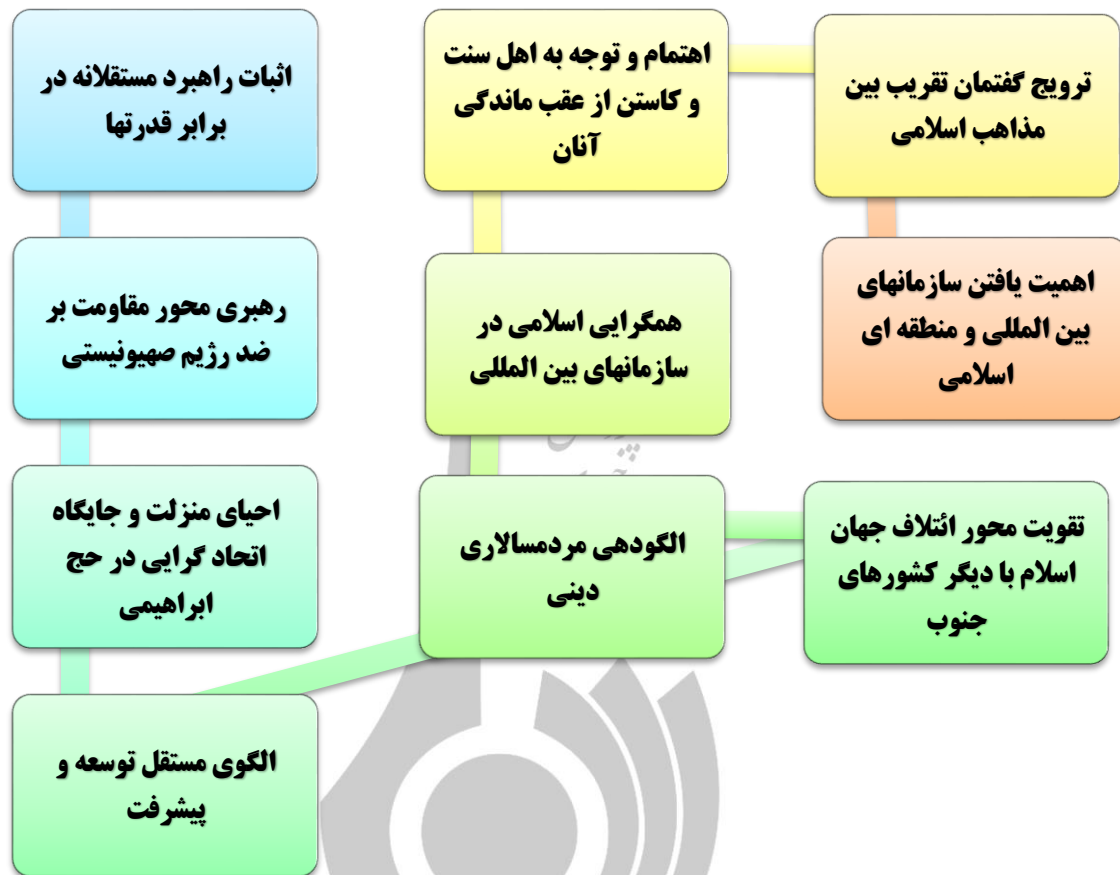 ترویج گفتمان تقریب بین
مذاهب اسلامی
اهتمام و توجه به اهل سنت
و کاستن از عقب ماندگی
آنان
اثبات راهبرد مستقلانه در
برابر قدرتها
اهمیت یافتن سازمانهای
بین المللی و منطقه ای
اسلامی
همگرایی اسلامی در
سازمانهای بین المللی
رهبری محور مقاومت بر
ضد رژیم صهیونیستی
تقویت محور ائتلاف جهان
اسلام با دیگر کشورهای
جنوب
الگودهی مردمسالاری
دینی
احیای منزلت و جایگاه
اتحاد گرایی در حج
ابراهیمی
الگوی مستقل توسعه و
پیشرفت